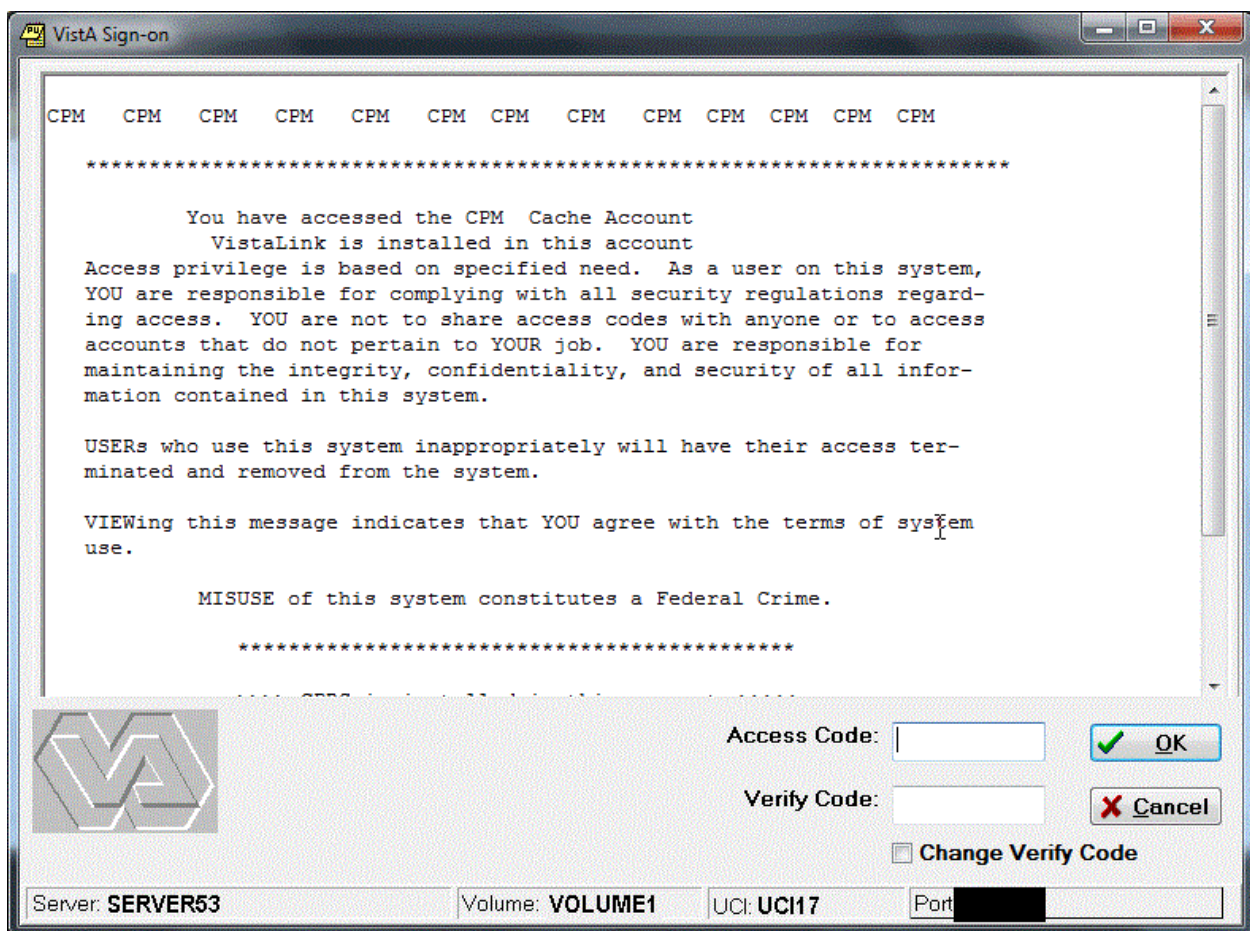 VistA Sign-on
CPM CPM CPM CPM CPM CPM CPM CPM CPM CPM CPM CPM CPM
*************************************************************************
You have accessed the CPM  Cache Account
VistaLink is installed in this account
Access privilege is based on specified need.  As a user on this system,
YOU are responsible for complying with all security regulations regard-
ing access.  YOU are not to share access codes with anyone or to access
accounts that do not pertain to YOUR job.  YOU are responsible for
maintaining the integrity, confidentiality, and security of all infor-
mation contained in this system.
USERs who use this system inappropriately will have their access ter-
minated and removed from the system.
VIEWing this message indicates that YOU agree with the terms of system
use.
MISUSE of this system constitutes a Federal Crime.
********************************************
Access Code:
OK
Verify Code:
Cancel
Change Verify Code
Server: SERVER53
Volume: VOLUME1
UCI: UCI17
Port